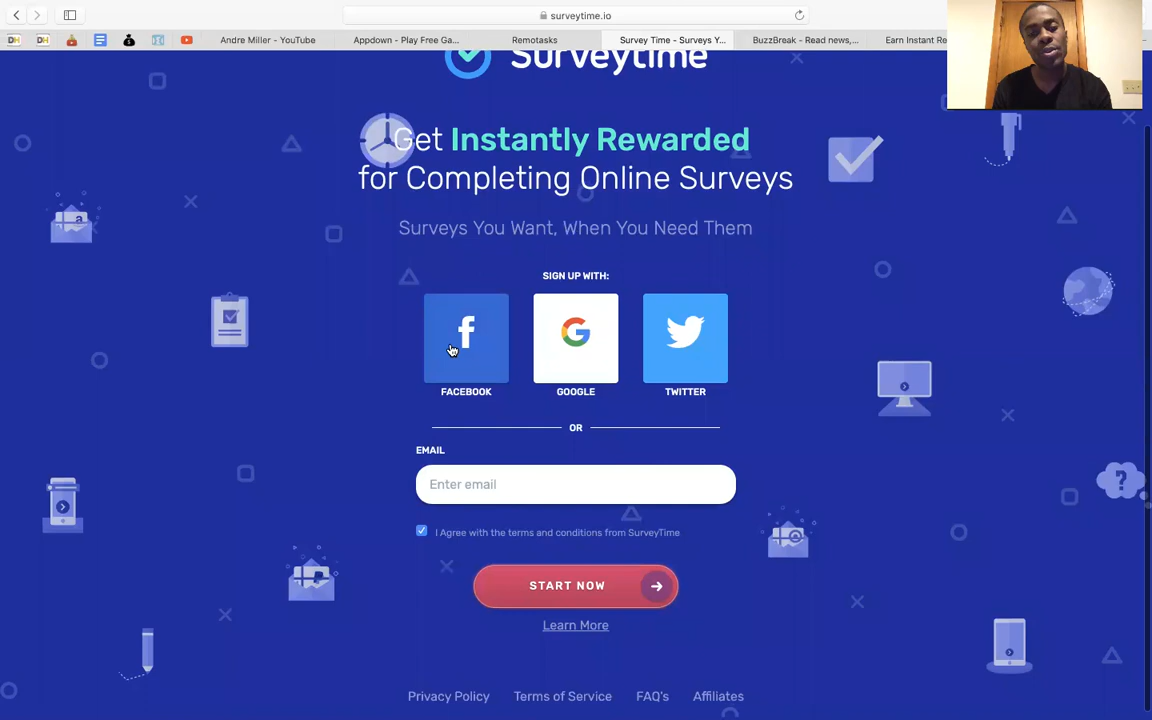 surveytime.io
Andre Miller - YouTube
Appdown - Play Free Ga...
Remotasks
Survey Time - Surveys Y...
BuzzBreak - Read news,...
Earn Instant Re
Surveytime
Get Instantly Rewarded
for Completing Online Surveys
Surveys You Want, When You Need Them
SIGN UP WITH:
FACEBOOK
GOOGLE
TWITTER
OR
EMAIL
Enter email
I Agree with the terms and conditions from SurveyTime
START NOW
Learn More
Privacy Policy
Terms of Service
FAQ's
Affiliates